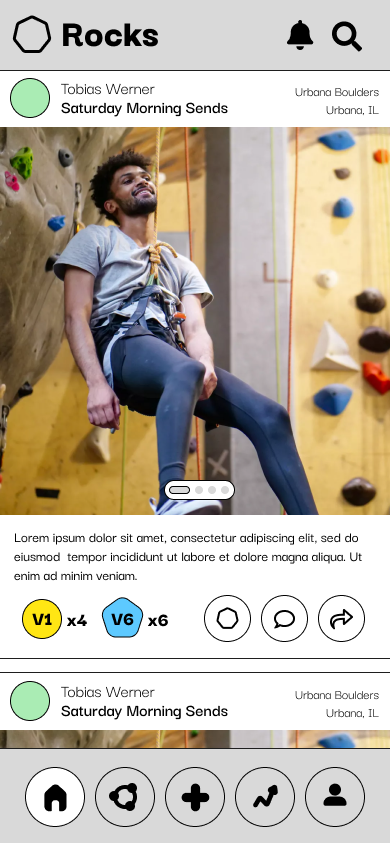 Rocks
Tobias Werner
Saturday Morning Sends
Urbana Boulders
Urbana, IL
Lorem ipsum dolor sit amet, consectetur adipiscing elit, sed do
eiusmod  tempor incididunt ut labore et dolore magna aliqua. Ut
enim ad minim veniam.
V1 x4 V6 x6
Tobias Werner
Saturday Morning Sends
Urbana Boulders
Urbana, IL